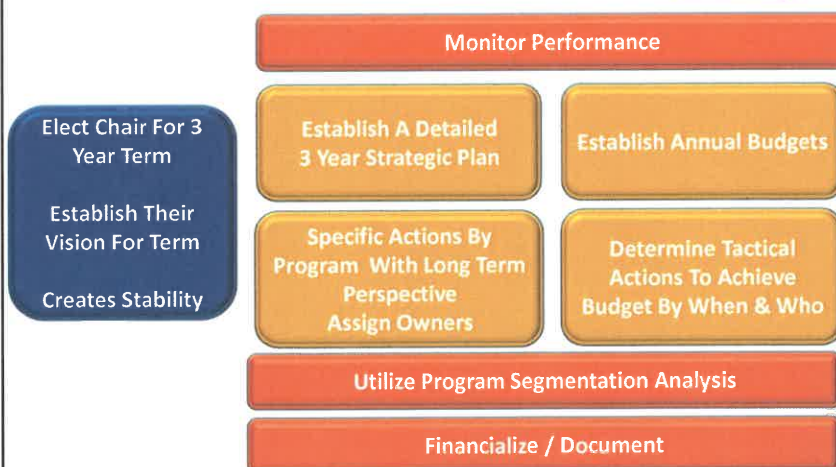 Monitor Performance
Elect Chair For 3
Year Term
Establish Their
Vision For Term
Creates Stability
Establish A Detailed
3 Year Strategic Plan
Establish Annual Budgets
Specific Actions By
Program With Long Term
Perspective
Assign Owners
Determine Tactical
Actions To Achieve
Budget By When & Who
Utilize Program Segmentation Analysis
Financialize / Document